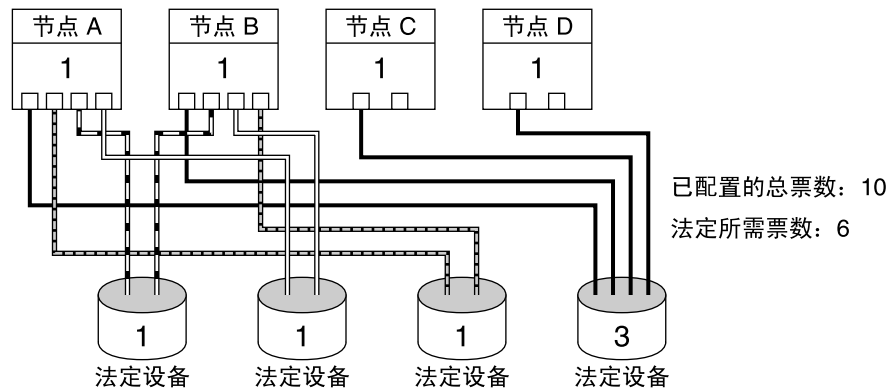 节点 A
节点 B
节点 C
节点 D
1
1
1
1
已配置的总票数：10
法定所需票数：6
1
1
1
3
法定设备
法定设备
法定设备
法定设备